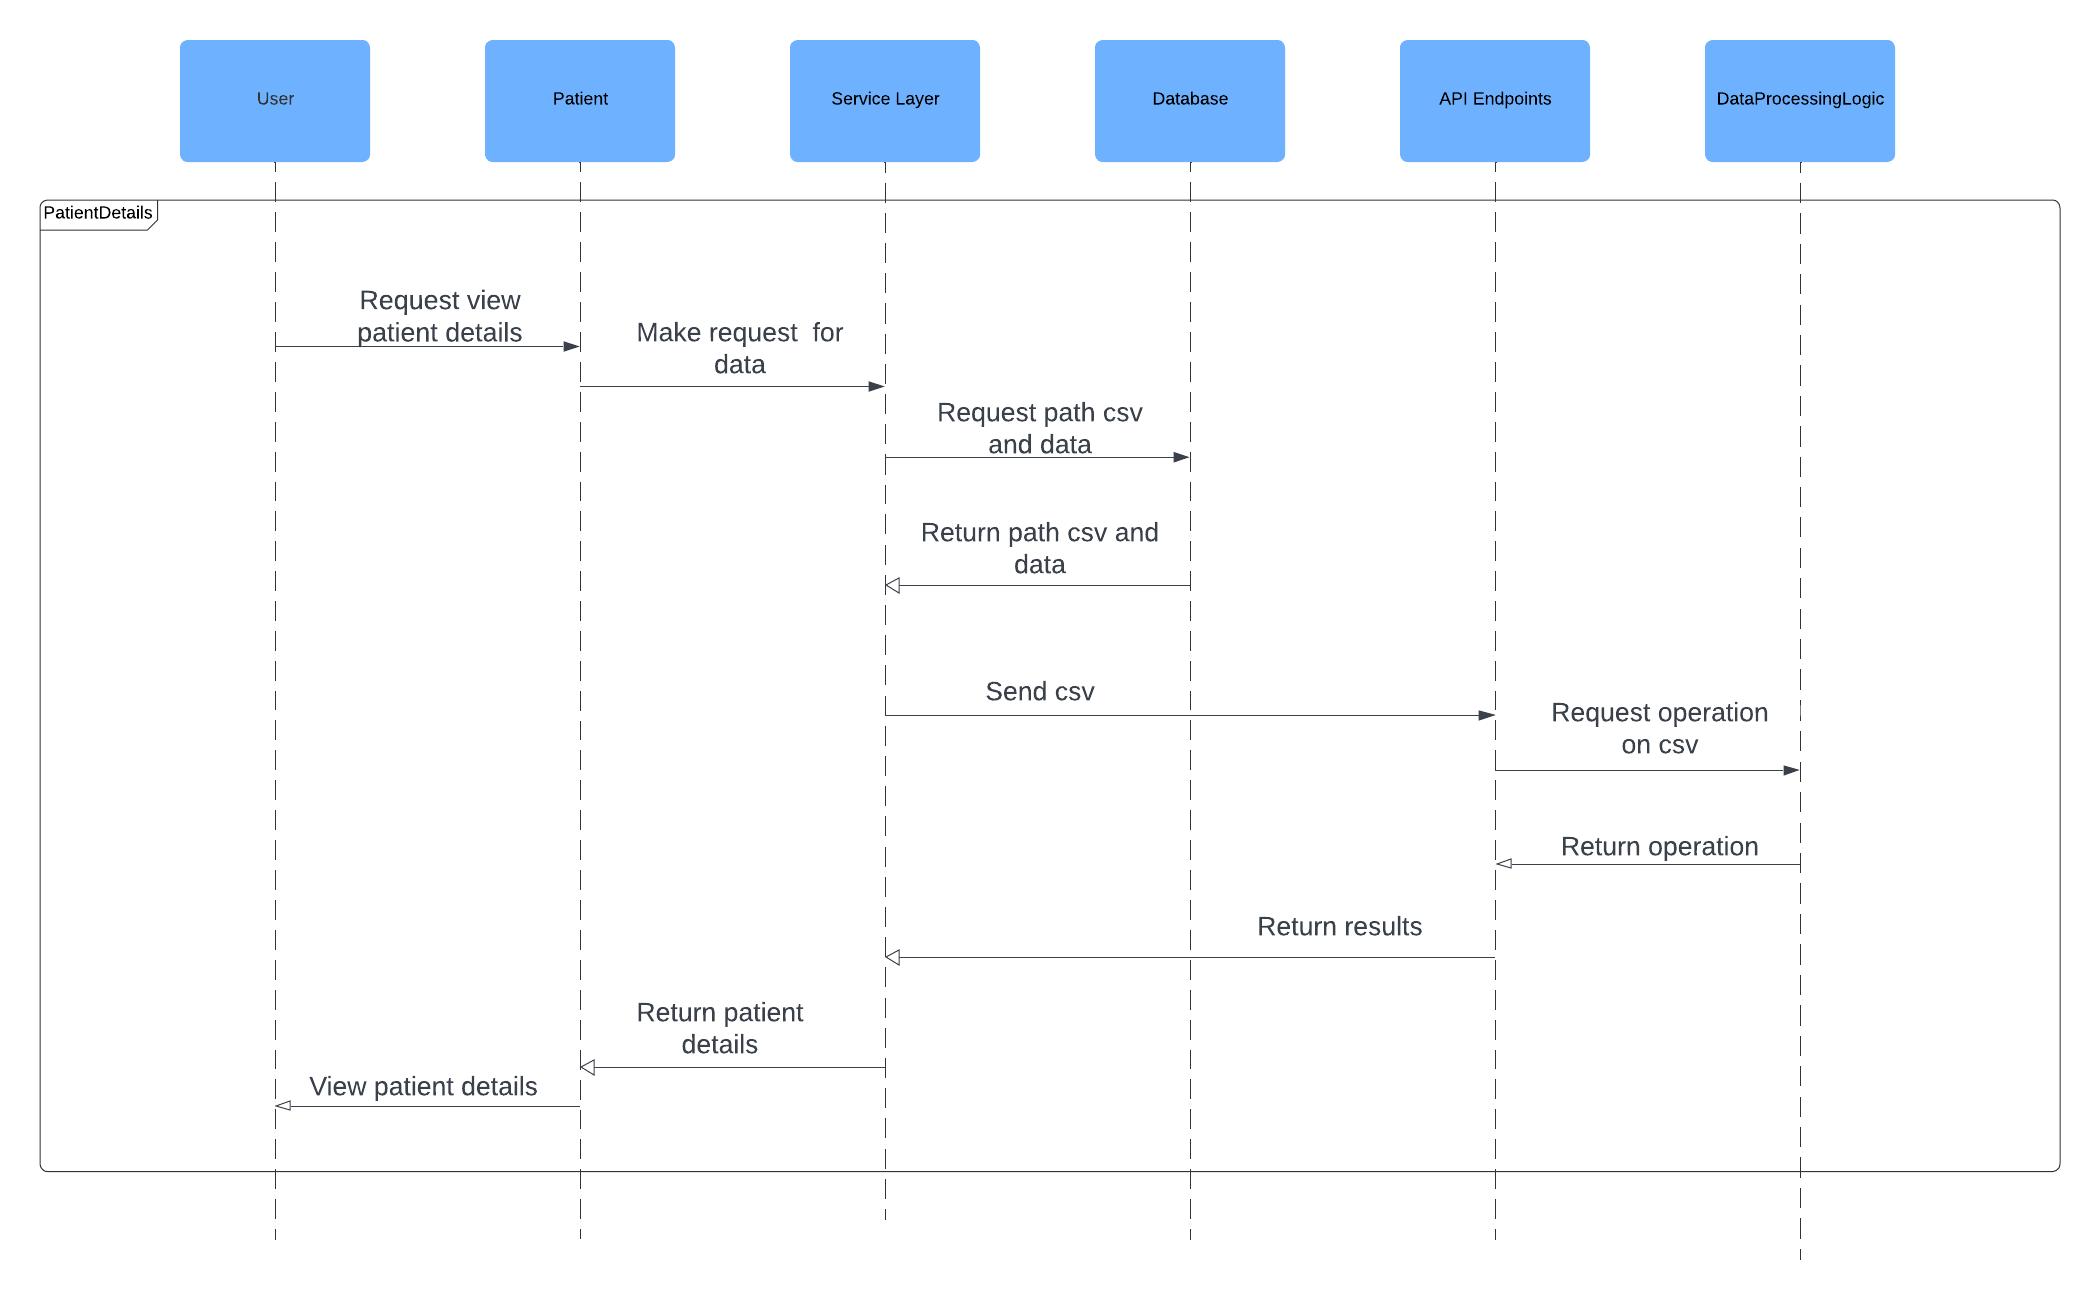 User
Patient
Service Layer
Database
API Endpoints
DataProcessingLogic
PatientDetails
Request view
patient details
Make request  for
data
Request path csv
and data
Return path csv and
data
Send csv
Request operation
on csv
Return operation
Return results
Return patient
details
View patient details